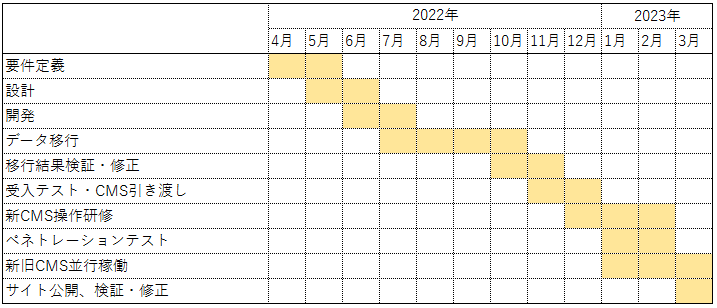 2022年 2023年
4月 5月 6月 7月 8月 9月 10月 11月 12月 1月 2月 3月
要件定義
設計
開発
データ移行
移行結果検証・修正
受入テスト・CMS引き渡し
新CMS操作研修
ペネトレーションテスト
新旧CMS並行稼働
サイト公開、検証・修正